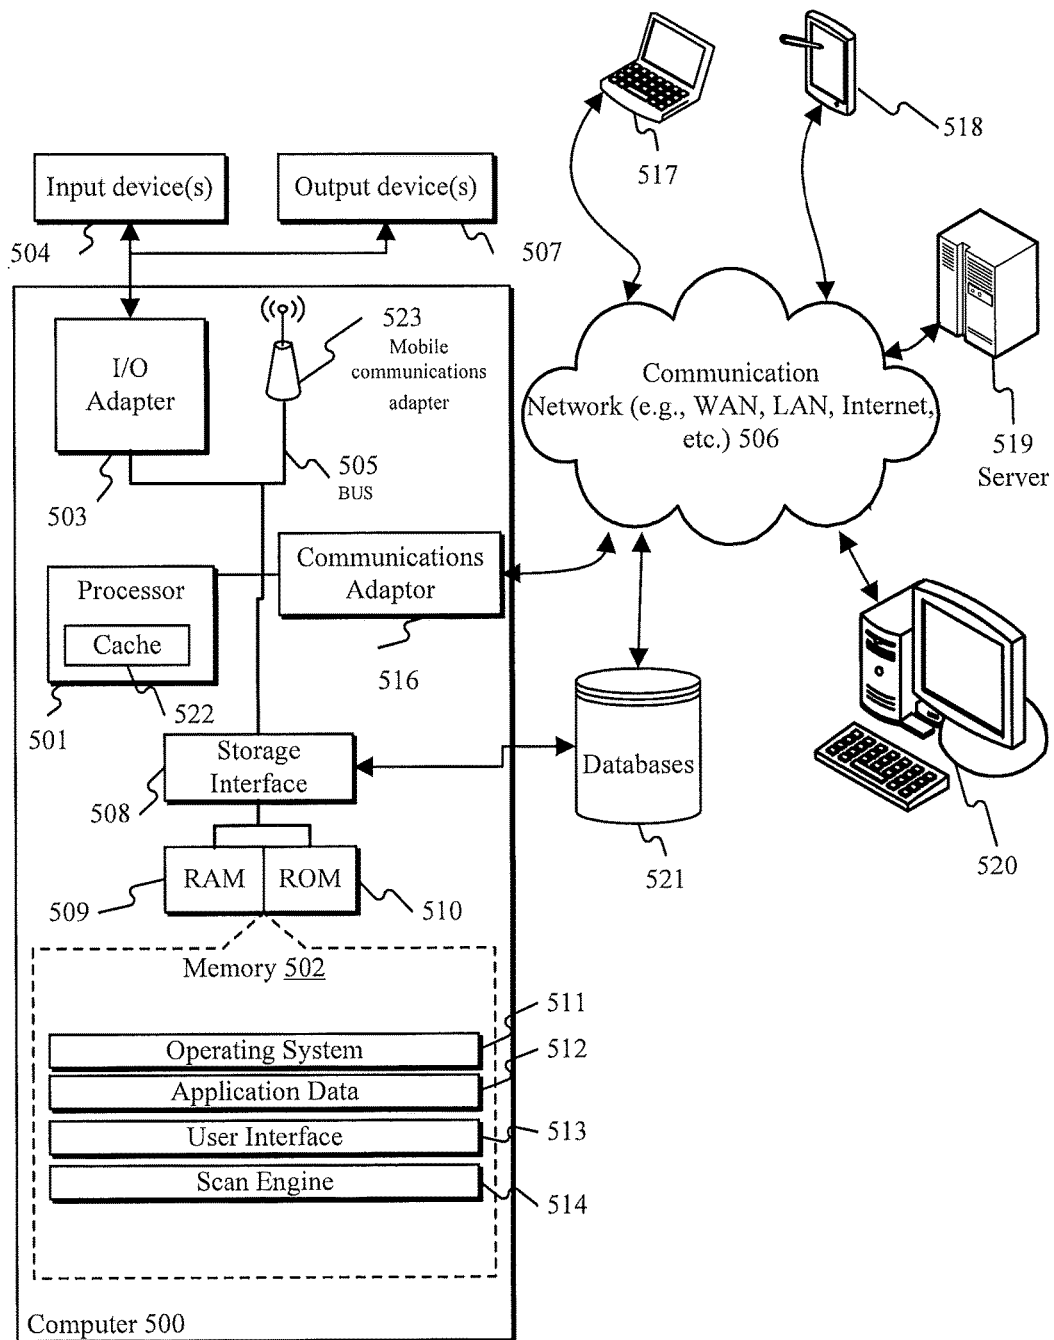 517
518
Input device(s)
Output device(s)
504
507
523
Mobile
communications
adapter
I/O
Adapter
Communication
Network (e.g., WAN, LAN, Internet,
etc.) 506
519
Server
505
BUS
503
Communications
Adaptor
Processor
Cache
516
522
501
Storage
Interface
Databases
508
521
520
RAM
ROM
509
510
Memory 502
511
Operating System
512
Application Data
User Interface
513
Scan Engine
514
Computer 500